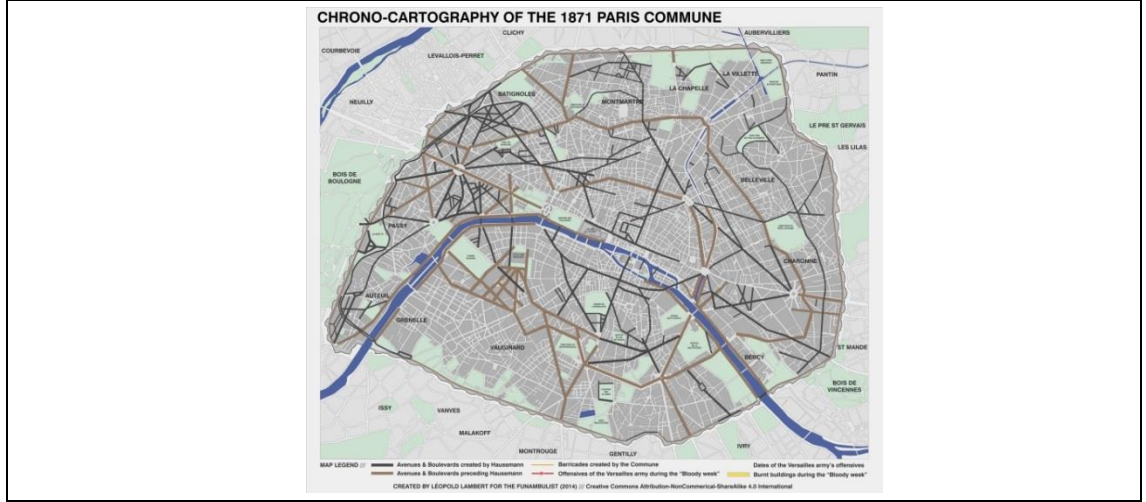 CHRONO-CARTOGRAPHY OF THE 1871 PARIS COMMUNE
CLICHY
AUBERVILLIERS
COURBEVOIE
LEVALLOIS-PERRET
LA VILLETTE
PANTIN
LA CHAPELLE
BATIGNOLES
MONTMARTRE
NEUILLY
LE PRE ST GERVAIS
LES LILAS
BOIS DE
BOULOGNE
BELLEVILLE
PASSY
CHARONNE
AUTEUIL
GRENELLE
VAUGIRARD
BERCY
ST MANDE
BOIS DE
VINCENNES
ISSY
VANVES
MALAKOFF
IVRY
MONTROUGE
GENTILLY
MAP LEGEND ///
Avenues & Boulevards created by Haussmann
Barricades created by the Commune
Dates of the Versailles army's offensives
Avenues & Boulevards preceding Haussmann
Offensives of the Versailles army during the "Bloody week"
Burnt buildings during the "Bloody week"
CREATED BY LÉOPOLD LAMBERT FOR THE FUNAMBULIST (2014) /// Creative Commons Attribution-NonCommerical-ShareAlike 4.0 International